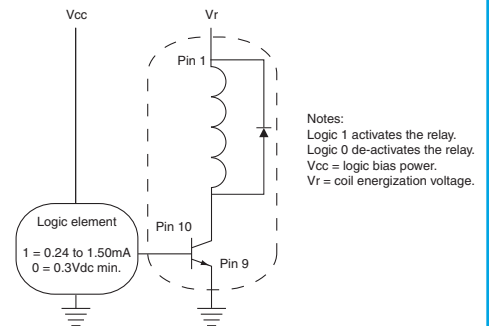 Vcc
Vr
Pin 1
Notes:
Logic 1 activates the relay.
Logic 0 de-activates the relay.
Vcc = logic bias power.
Vr = coil energization voltage.
Logic element
1 = 0.24 to 1.50mA
0 = 0.3Vdc min.
Pin 10
Pin 9